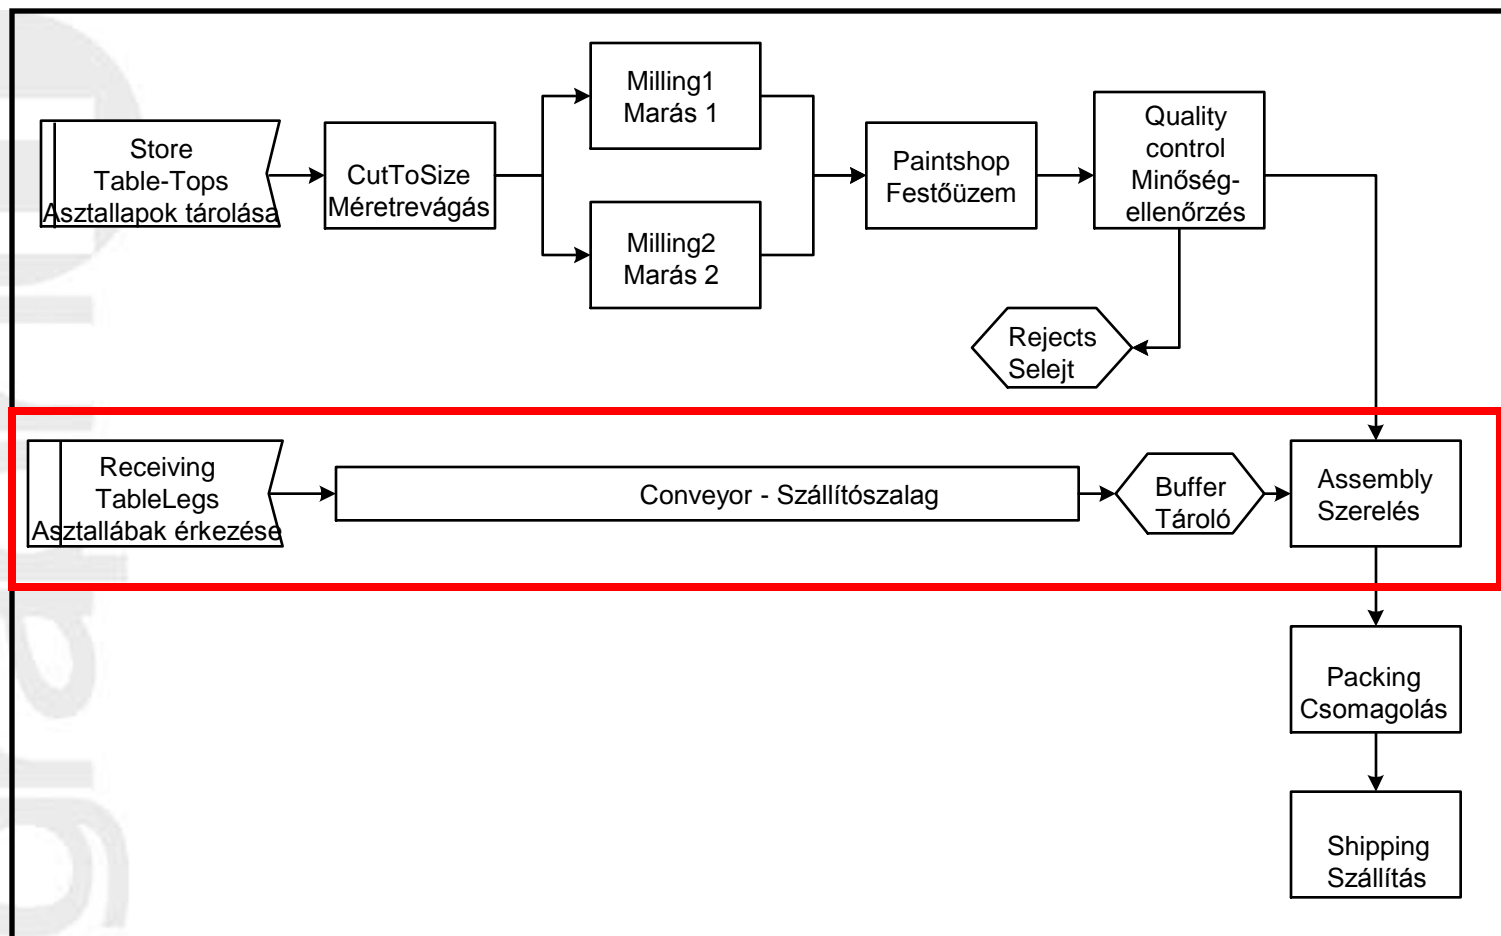 Store
Table-Tops
Asztallapok tárolása
CutToSize
Méretrevágás
Milling1
Marás 1
Milling2
Marás 2
Paintshop
Festőüzem
Quality
control
Minőség-
ellenőrzés
Rejects
Selejt
Receiving
TableLegs
Asztallábak érkezése
Conveyor - Szállítószalag
Buffer
Tároló
Assembly
Szerelés
Packing
Csomagolás
Shipping
Szállítás